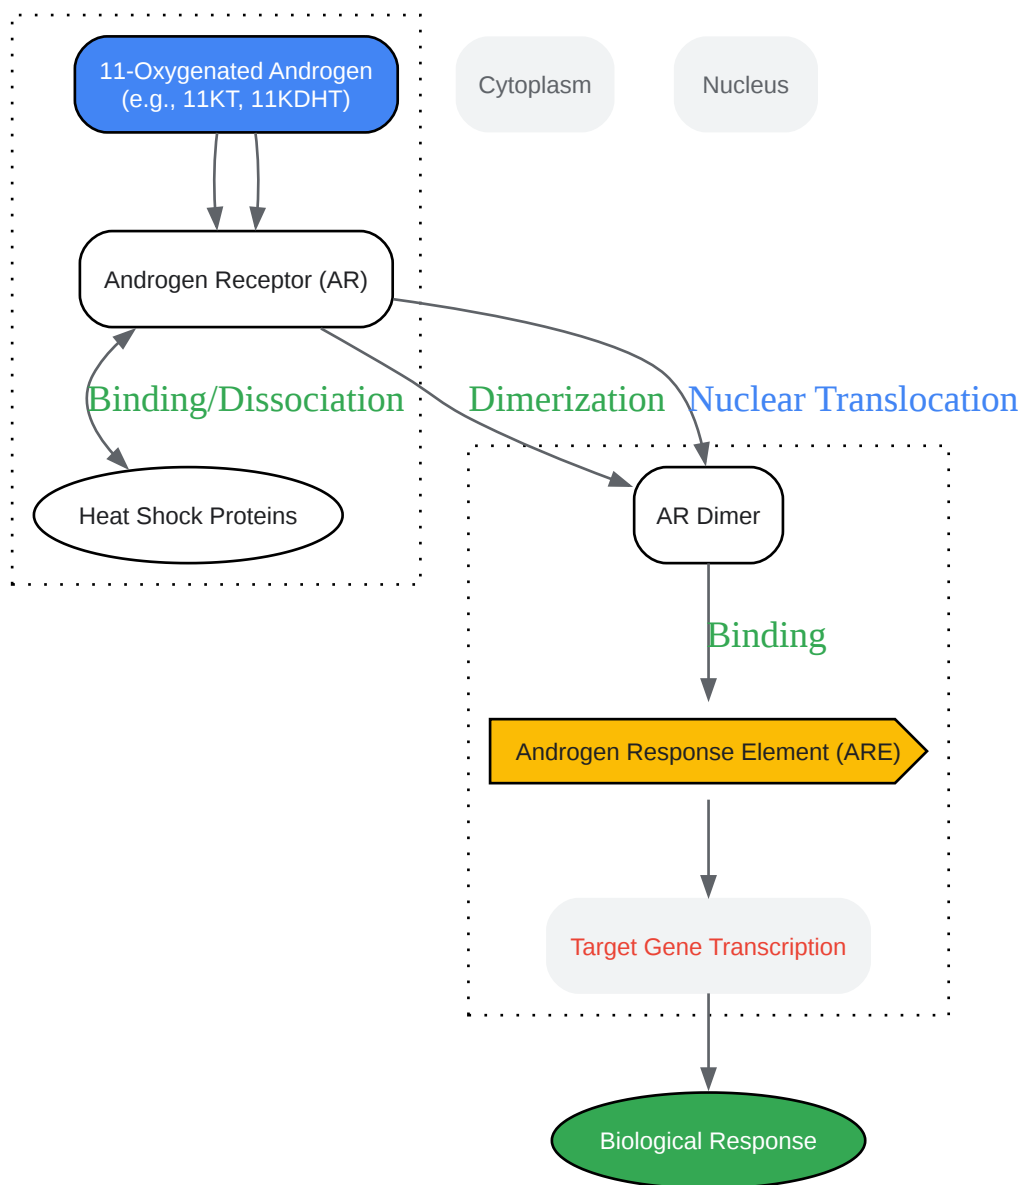 11-Oxygenated Androgen
(e.g., 11KT, 11KDHT)
Cytoplasm
Nucleus
Androgen Receptor (AR)
Binding/Dissociation
Dimerization
Nuclear Translocation
Heat Shock Proteins
AR Dimer
Binding
Androgen Response Element (ARE)
Target Gene Transcription
Biological Response